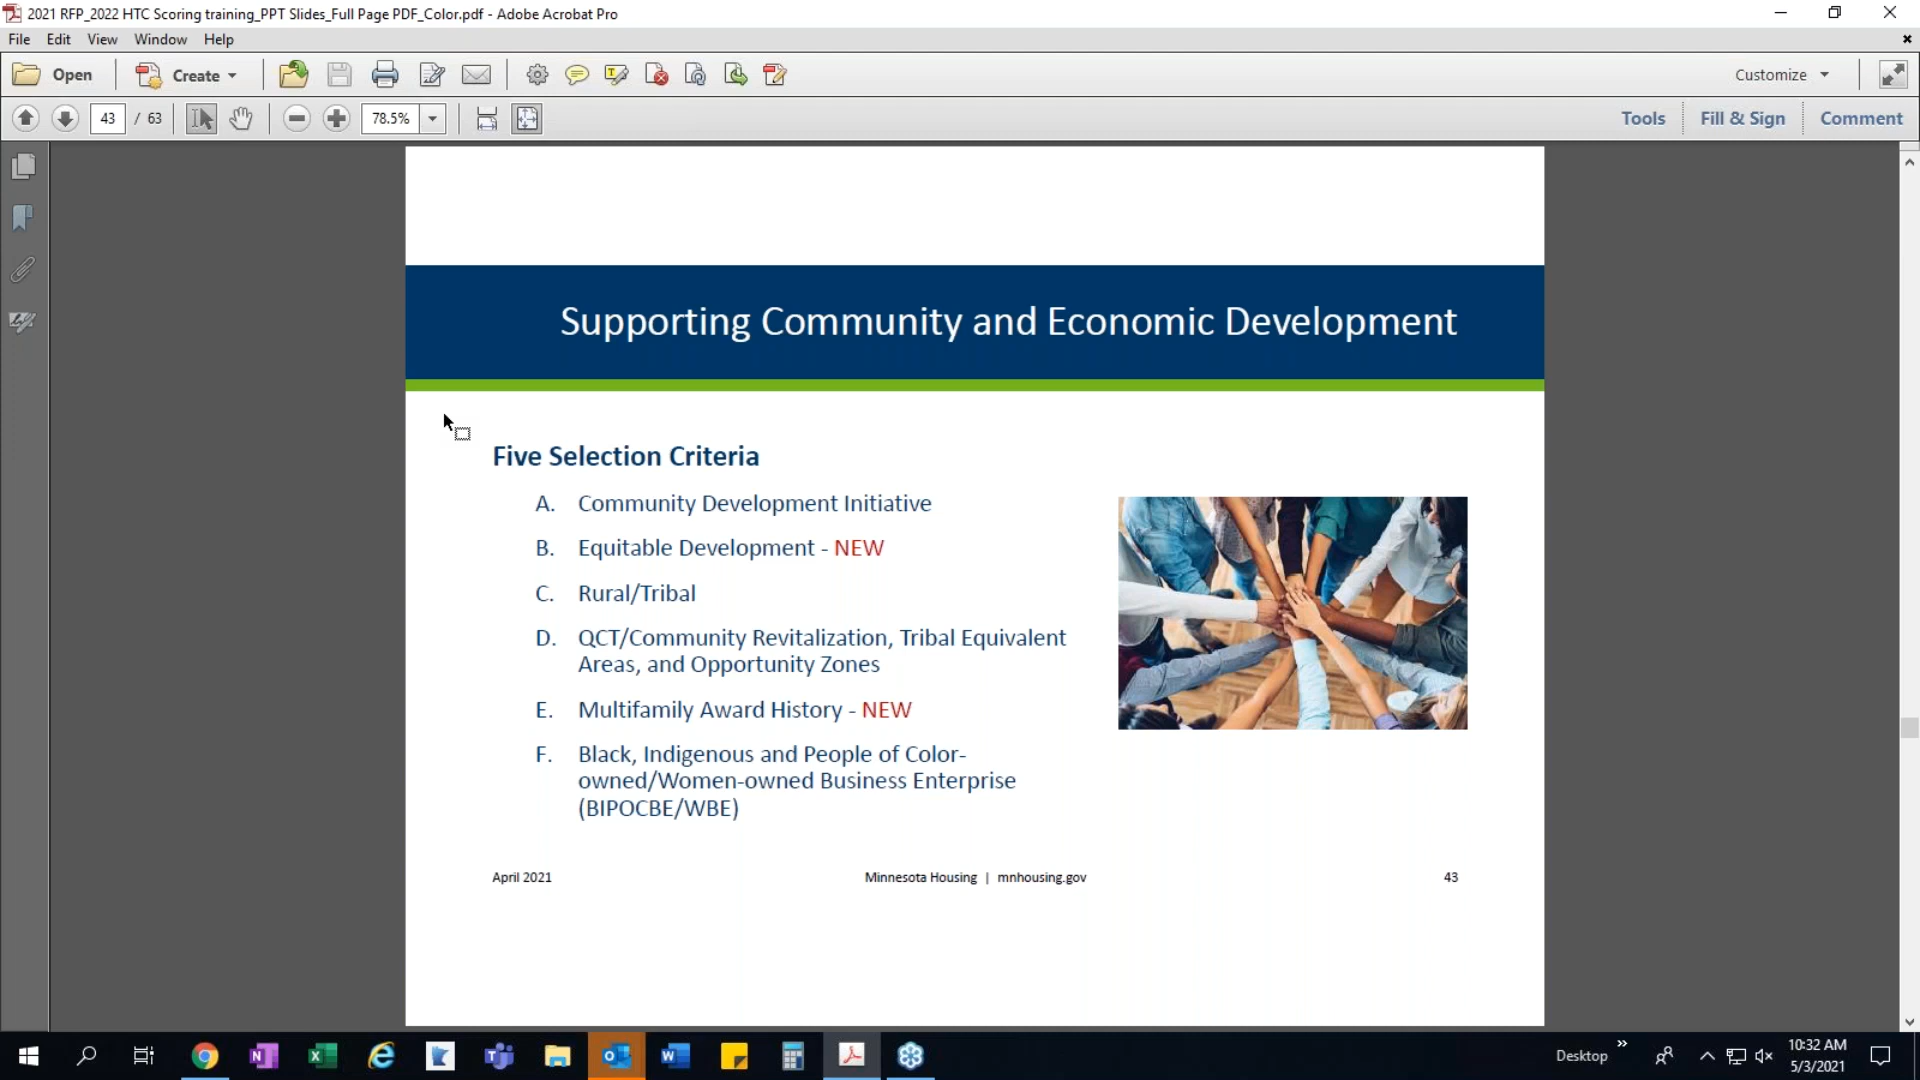 2021 RFP_2022 HTC Scoring training_PPT Slides_Full Page PDF_Color.pdf - Adobe Acrobat Pro
File Edit View Window Help
Open Create Customize
43 / 63 78.5% Tools Fill & Sign Comment
Supporting Community and Economic Development
Five Selection Criteria
A. Community Development Initiative
B. Equitable Development - NEW
C. Rural/Tribal
D. QCT/Community Revitalization, Tribal Equivalent
Areas, and Opportunity Zones
E. Multifamily Award History - NEW
F. Black, Indigenous and People of Color-
owned/Women-owned Business Enterprise
(BIPOCBE/WBE)
April 2021 Minnesota Housing | mnhousing.gov 43
Desktop 10:32 AM
5/3/2021